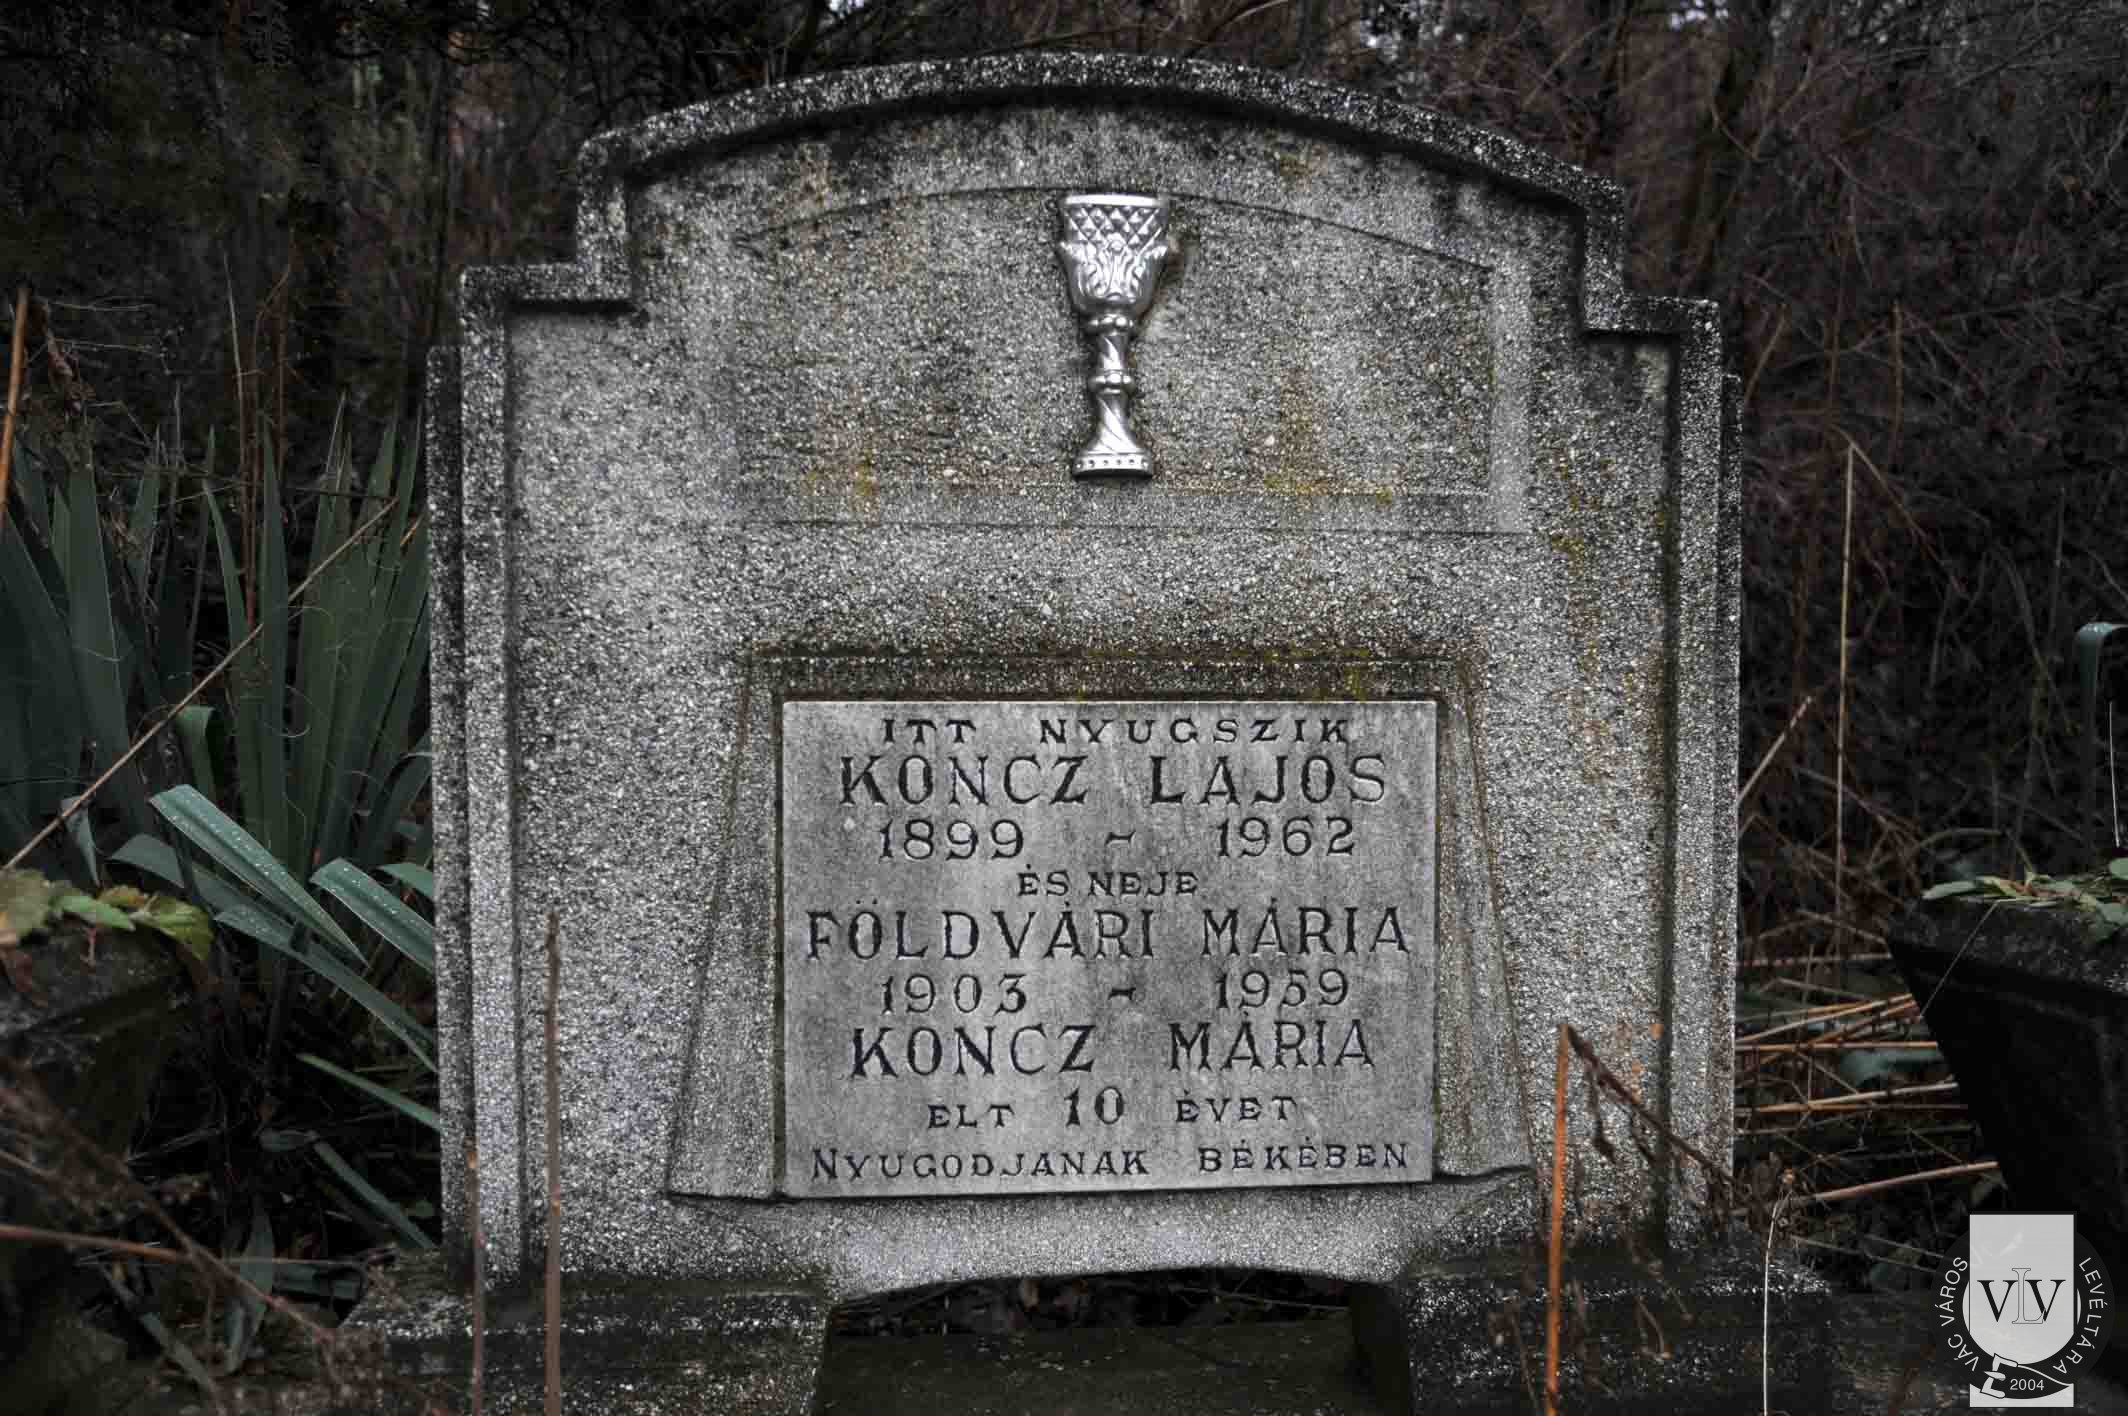 ITT NYUGSZIK
KONCZ LAJOS
1899 - 1962
ÉS NEJE
FÖLDVÁRI MÁRIA
1903 - 1959
KONCZ MÁRIA
ELT 10 ÉVET
NYUGODJANAK BÉKÉBEN
VÁC VÁROS LEVÉLTÁRA
VLV
2004